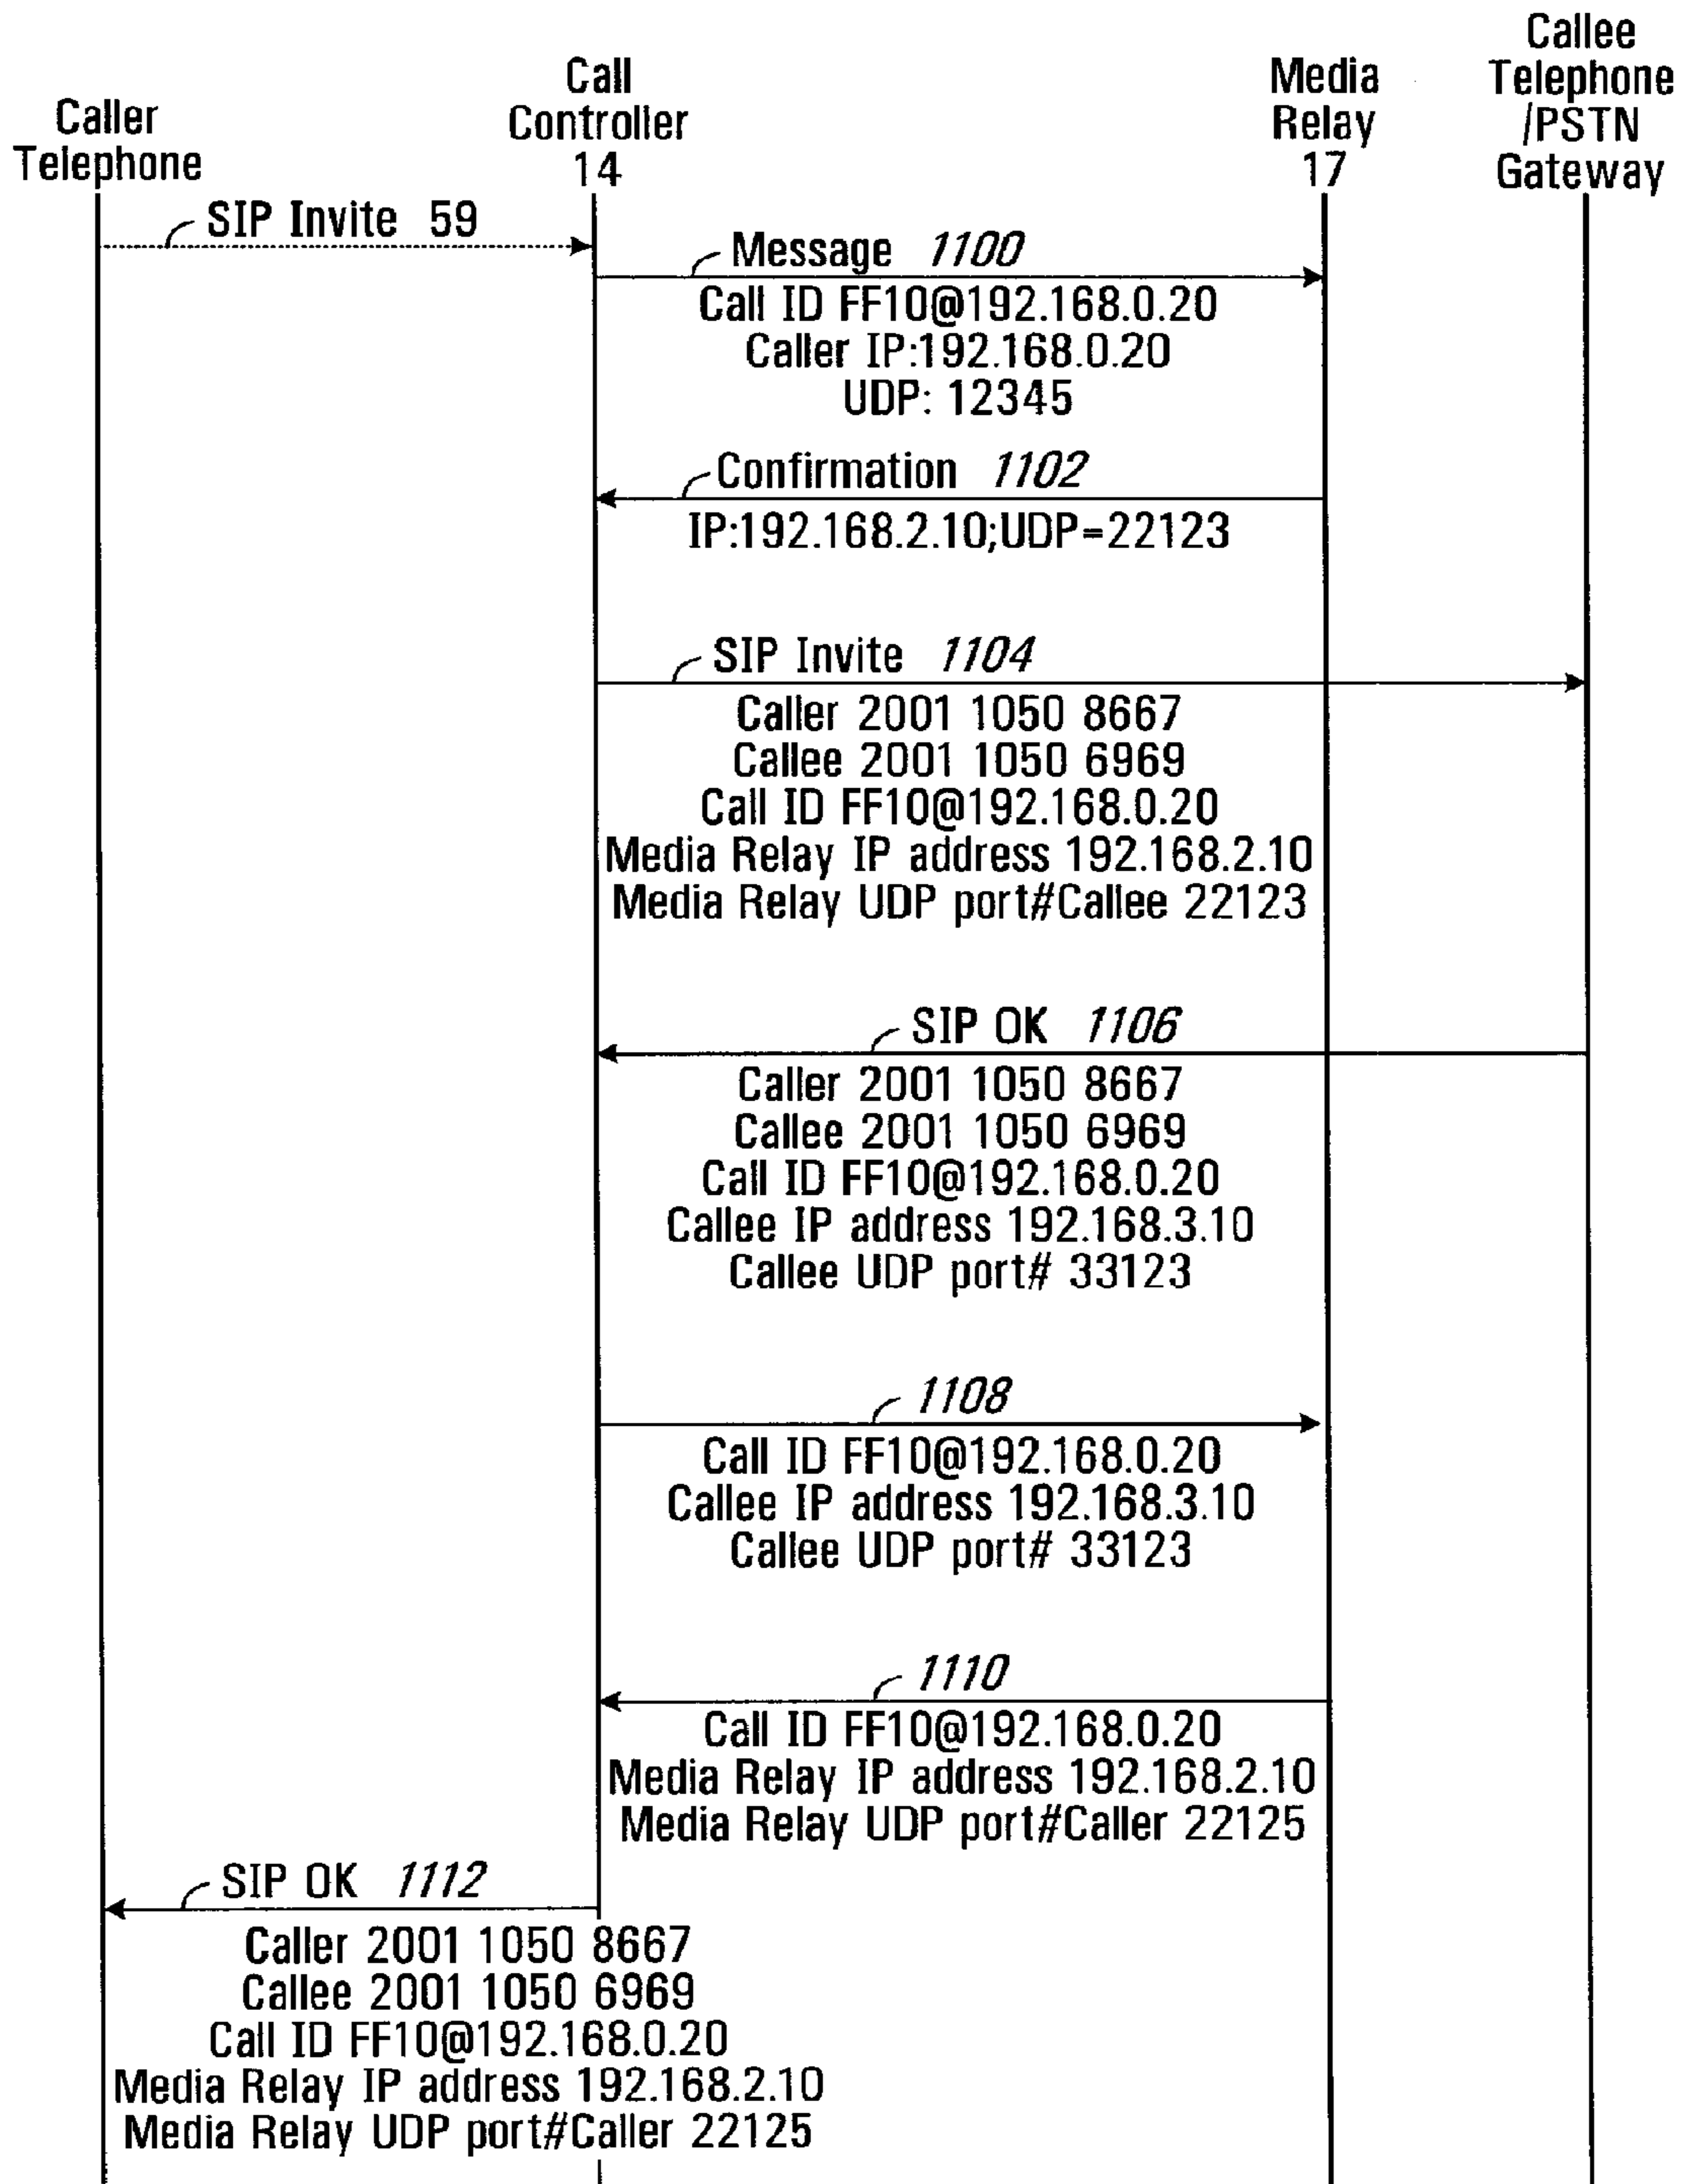 Caller
Telephone
Call
Controller
14
Media
Relay
17
Callee
Telephone
/PSTN
Gateway
SIP Invite 59
Message 1100
Call ID FF10@192.168.0.20
Caller IP:192.168.0.20
UDP: 12345
Confirmation 1102
IP:192.168.2.10;UDP=22123
SIP Invite 1104
Caller 2001 1050 8667
Callee 2001 1050 6969
Call ID FF10@192.168.0.20
Media Relay IP address 192.168.2.10
Media Relay UDP port#Callee 22123
SIP OK 1106
Caller 2001 1050 8667
Callee 2001 1050 6969
Call ID FF10@192.168.0.20
Callee IP address 192.168.3.10
Callee UDP port# 33123
1108
Call ID FF10@192.168.0.20
Callee IP address 192.168.3.10
Callee UDP port# 33123
1110
Call ID FF10@192.168.0.20
Media Relay IP address 192.168.2.10
Media Relay UDP port#Caller 22125
SIP OK 1112
Caller 2001 1050 8667
Callee 2001 1050 6969
Call ID FF10@192.168.0.20
Media Relay IP address 192.168.2.10
Media Relay UDP port#Caller 22125